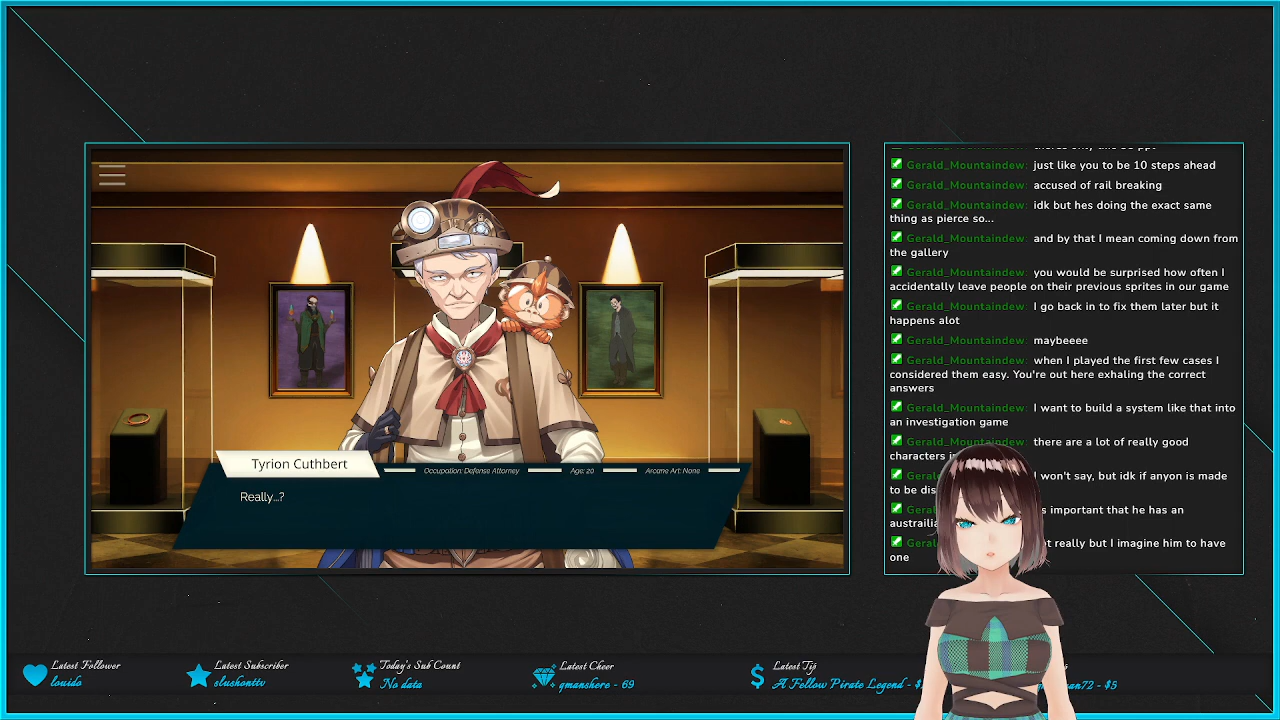 Gerald_Mountaindew: just like you to be 10 steps ahead
Gerald_Mountaindew: accused of rail breaking
Gerald_Mountaindew: idk but hes doing the exact same
thing as pierce so...
Gerald_Mountaindew: and by that I mean coming down from
the gallery
Gerald_Mountaindew: you would be surprised how often I
accidentally leave people on their previous sprites in our game
Gerald_Mountaindew: I go back in to fix them later but it
happens alot
Gerald_Mountaindew: maybeeee
Gerald_Mountaindew: when I played the first few cases I
considered them easy. You're out here exhaling the correct
answers
Gerald_Mountaindew: I want to build a system like that into
an investigation game
Gerald_Mountaindew: there are a lot of really good
characters
I won't say, but idk if anyon is made
to be
important that he has an
really but I imagine him to have
one
Tyrion Cuthbert
Occupation: Defense Attorney
Age: 20
Arcane Art: None
Really...?
Latest Follower
louido
Latest Subscriber
slushonttv
Today's Sub Count
No data
Latest Cheer
qmanshere - 69
Latest Tip
A Fellow Pirate Legend -
- $5